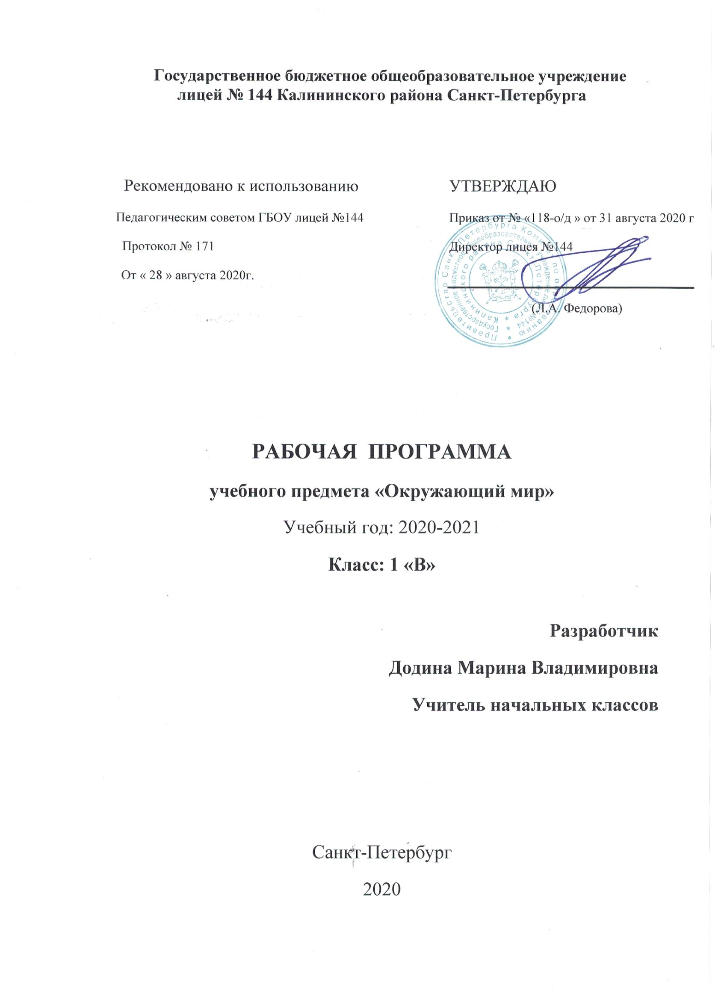 Государственное бюджетное общеобразовательное учреждение
лицей № 144 Калининского района Санкт-Петербурга
Рекомендовано к использованию
Педагогическим советом ГБОУ лицей №144
Протокол № 171
От « 28 » августа 2020г.
УТВЕРЖДАЮ
Приказ от № «118-о/д » от 31 августа 2020 г
Директор лицея №144
(Л.А. Федорова)
Правительство Санкт-Петербурга Комитет по образованию *
Государственное бюджетное общеобразовательное учреждение лицей №144 *
Калининского района Санкт-Петербурга *
РАБОЧАЯ ПРОГРАММА
учебного предмета «Окружающий мир»
Учебный год: 2020-2021
Класс: 1 «В»
Разработчик
Додина Марина Владимировна
Учитель начальных классов
Санкт-Петербург
2020